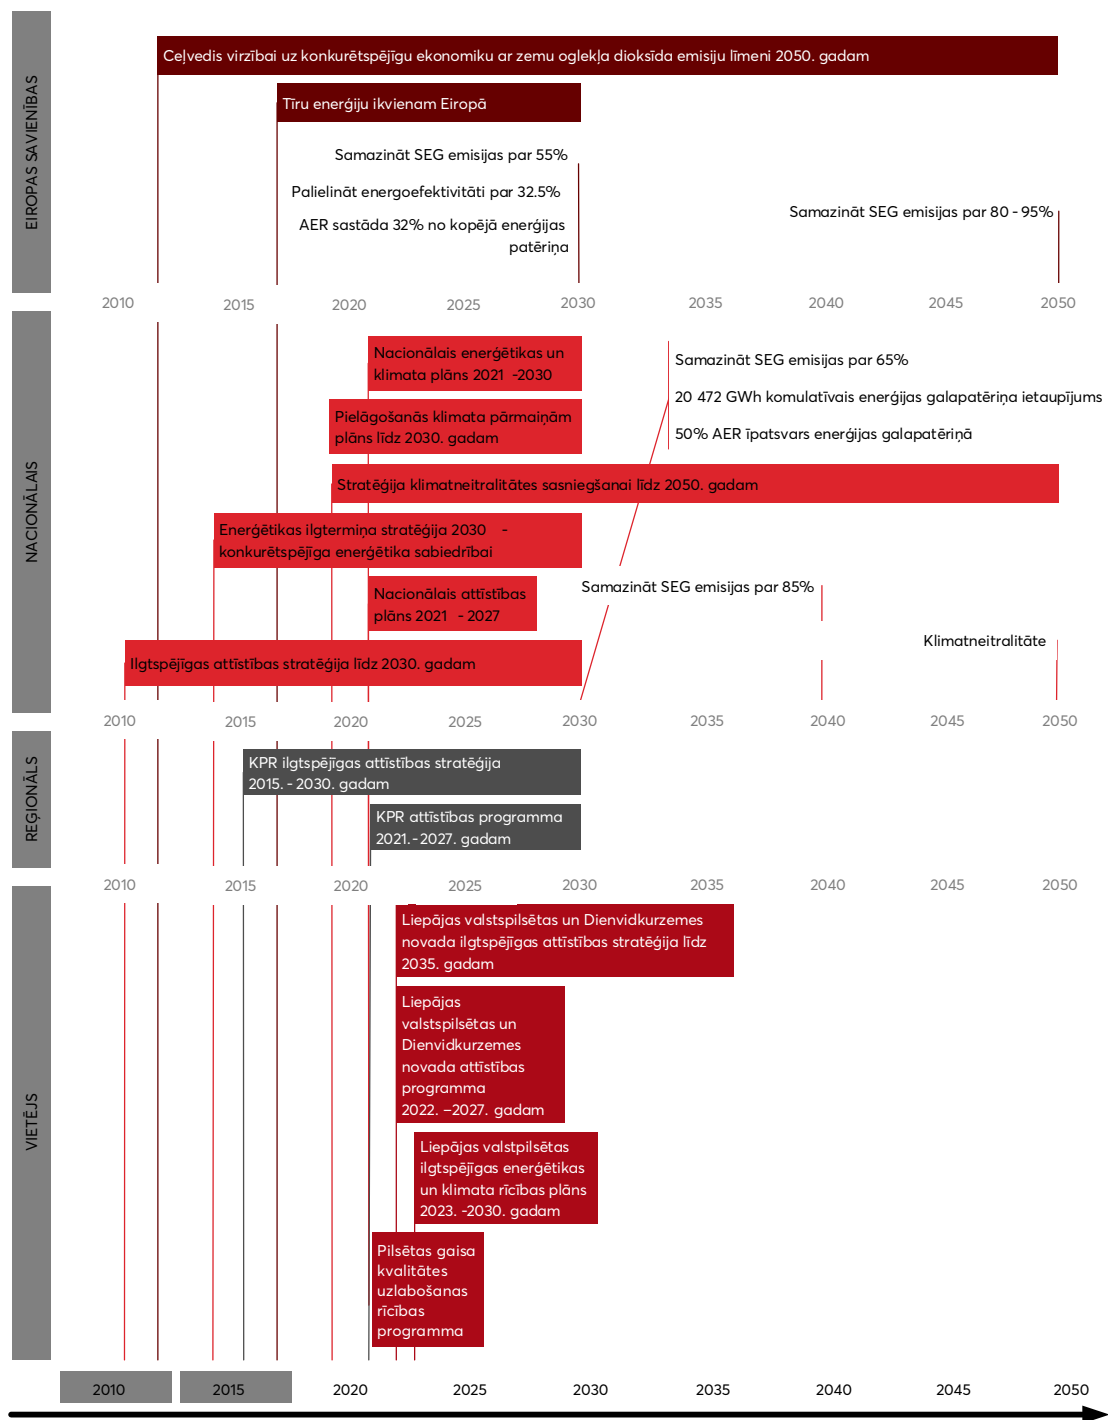 EIROPAS SAVIENĪBAS
Ceļvedis virzībai uz konkurētspējīgu ekonomiku ar zemu oglekļa dioksīda emisiju līmeni 2050. gadam
Tīru enerģiju ikvienam Eiropā
Samazināt SEG emisijas par 55%
Palielināt energoefektivitāti par 32.5%
AER sastāda 32% no kopējā enerģijas
patēriņa
Samazināt SEG emisijas par 80 - 95%
2010 2015 2020 2025 2030 2035 2040 2045 2050
NACIONĀLAIS
Nacionālais enerģētikas un
klimata plāns 2021 -2030
Pielāgošanās klimata pārmaiņām
plāns līdz 2030. gadam
Samazināt SEG emisijas par 65%
20 472 GWh komulatīvais enerģijas galapatēriņa ietaupījums
50% AER īpatsvars enerģijas galapatēriņā
Stratēģija klimatneitralitātes sasniegšanai līdz 2050. gadam
Enerģētikas ilgtermiņa stratēģija 2030 -
konkurētspējīga enerģētika sabiedrībai
Nacionālais attīstības
plāns 2021 - 2027
Samazināt SEG emisijas par 85%
Klimatneitralitāte
Ilgtspējīgas attīstības stratēģija līdz 2030. gadam
2010 2015 2020 2025 2030 2035 2040 2045 2050
REĢIONĀLS
KPR ilgtspējīgas attīstības stratēģija
2015. - 2030. gadam
KPR attīstības programma
2021.- 2027. gadam
2010 2015 2020 2025 2030 2035 2040 2045 2050
VIETĒJS
Liepājas valstspilsētas un Dienvidkurzemes
novada ilgtspējīgas attīstības stratēģija līdz
2035. gadam
Liepājas
valstspilsētas un
Dienvidkurzemes
novada attīstības
programma
2022. –2027. gadam
Liepājas valstpilsētas
ilgtspējīgas enerģētikas
un klimata rīcības plāns
2023. -2030. gadam
Pilsētas gaisa
kvalitātes
uzlabošanas
rīcības
programma
2010 2015 2020 2025 2030 2035 2040 2045 2050